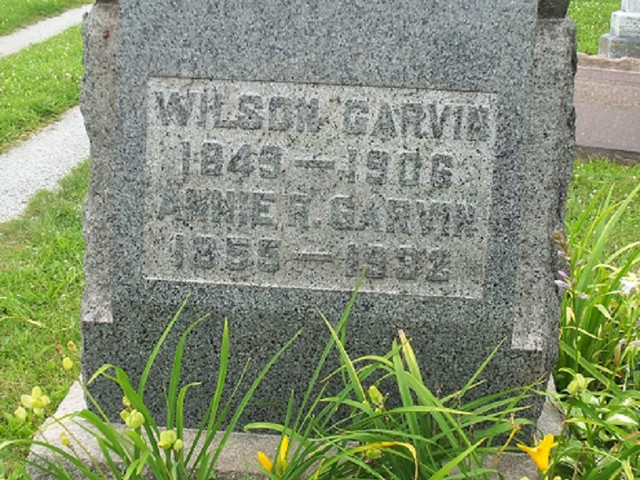 WILSON GARVIN
1849 — 1906
ANNIE R. GARVIN
1855 — 1932